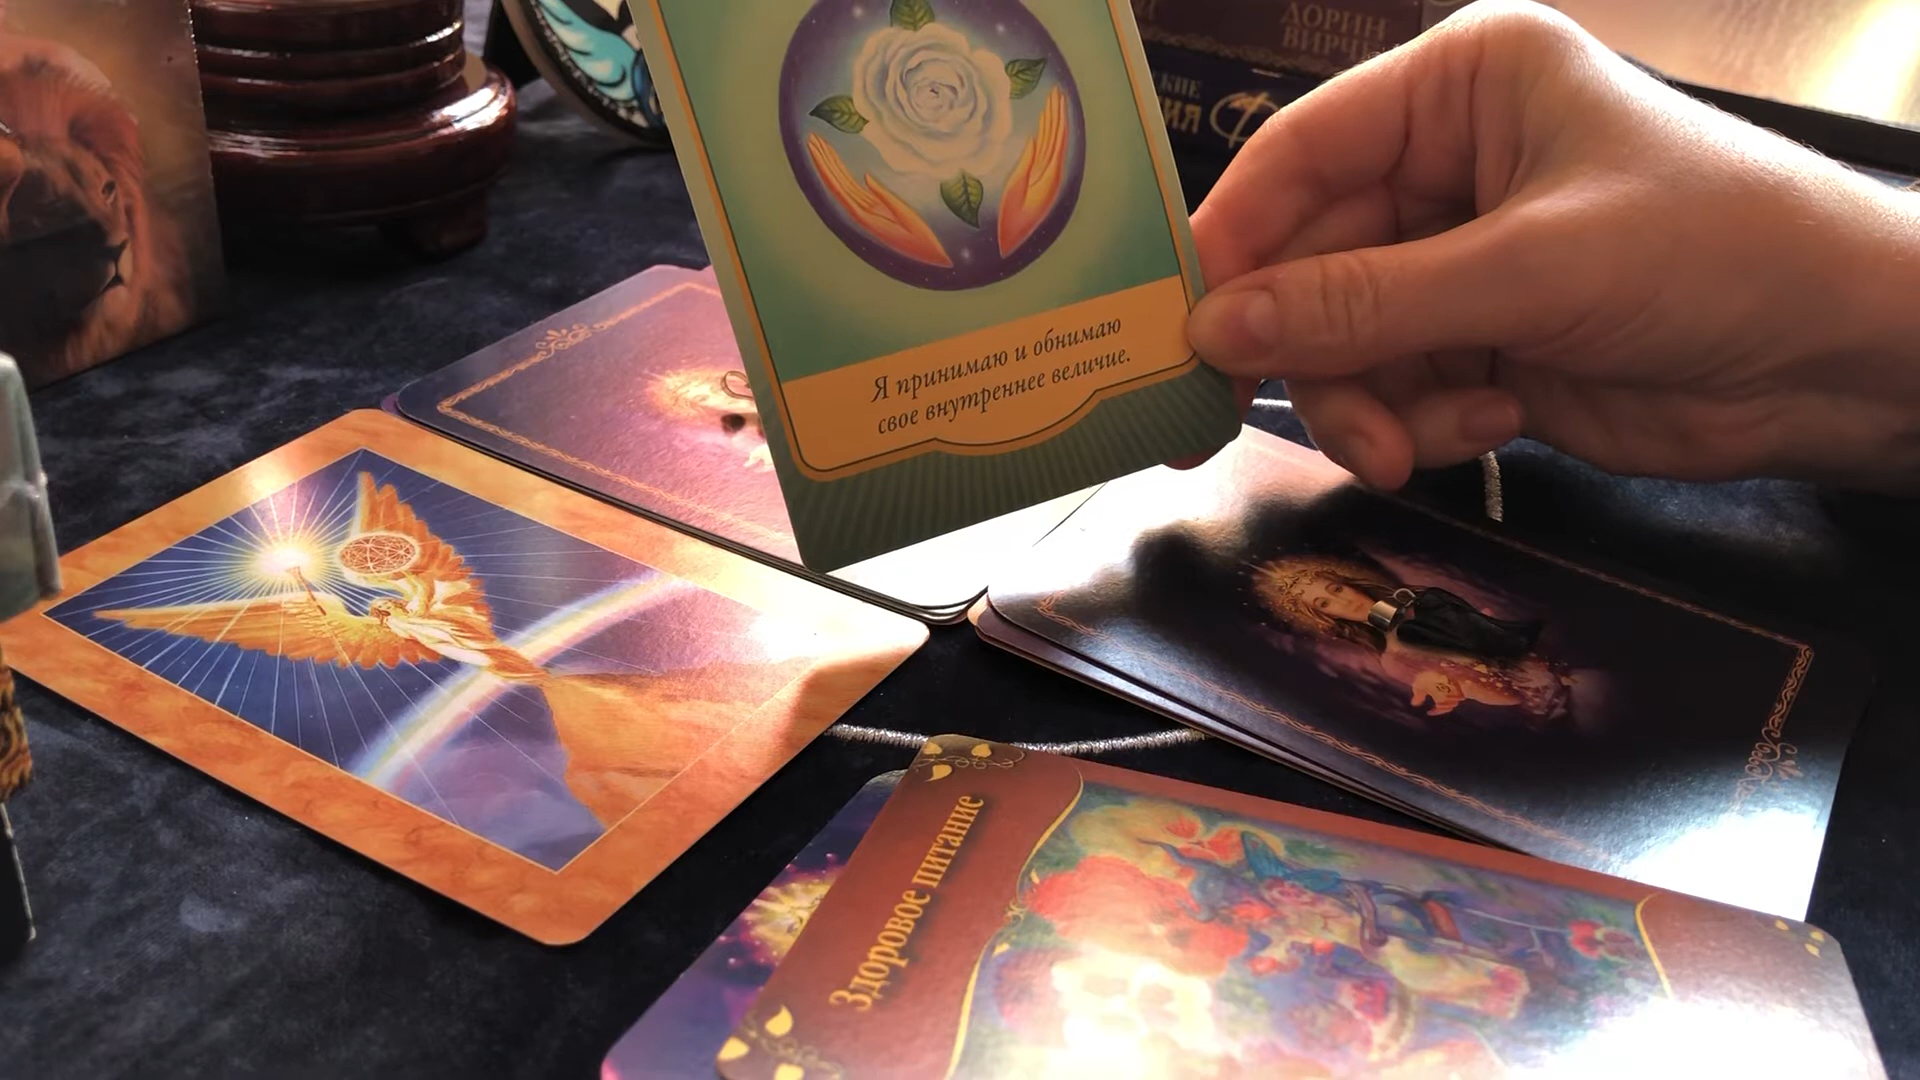 ДОРИН
ВИРЧЬЮ
Я принимаю и обнимаю
свое внутреннее величие.
Здоровое питание